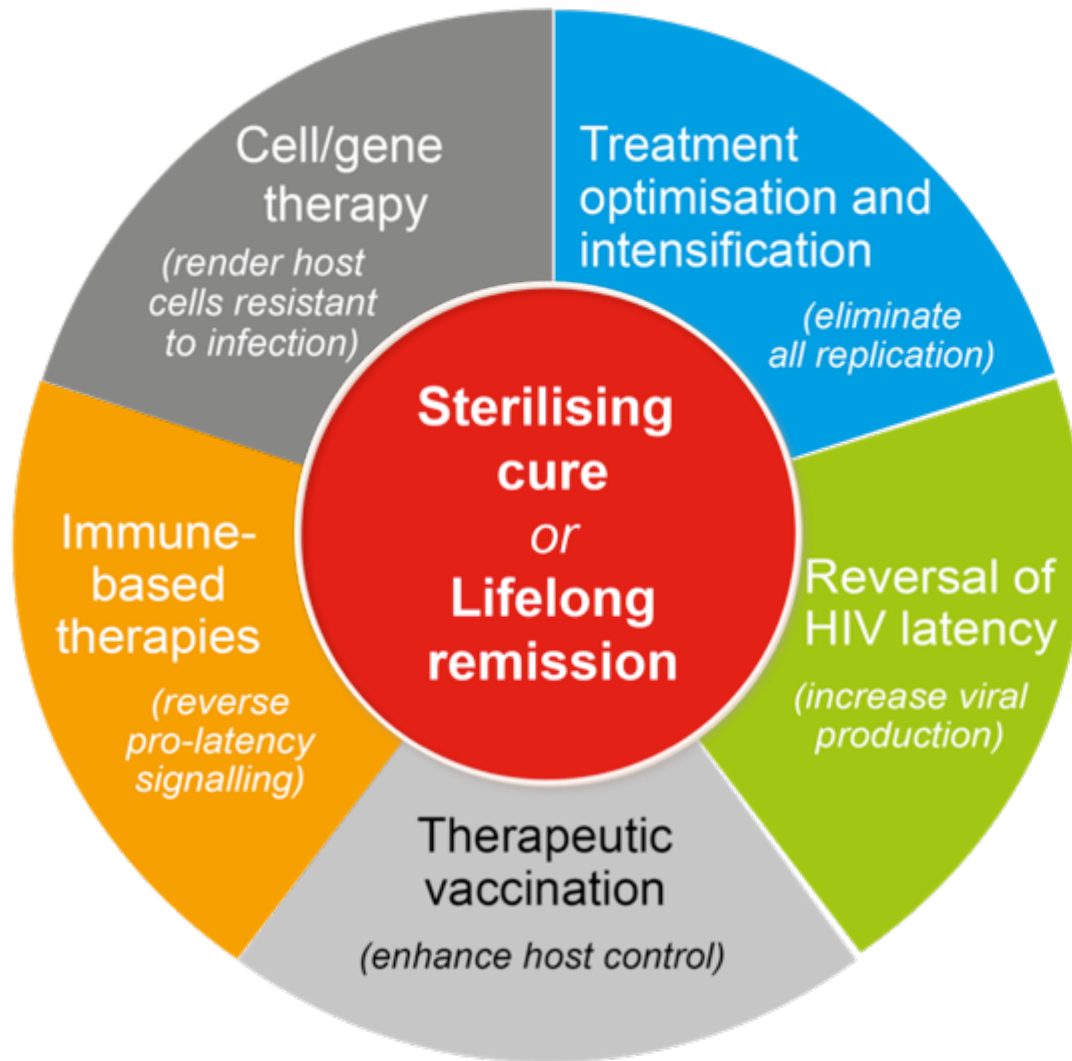 Cell/gene
therapy
(render host
cells resistant
to infection)
Treatment
optimisation and
intensification
(eliminate
all replication)
Sterilising
cure
or
Lifelong
remission
Reversal of
HIV latency
(increase viral
production)
Immune-
based
therapies
(reverse
pro-latency
signalling)
Therapeutic
vaccination
(enhance host control)